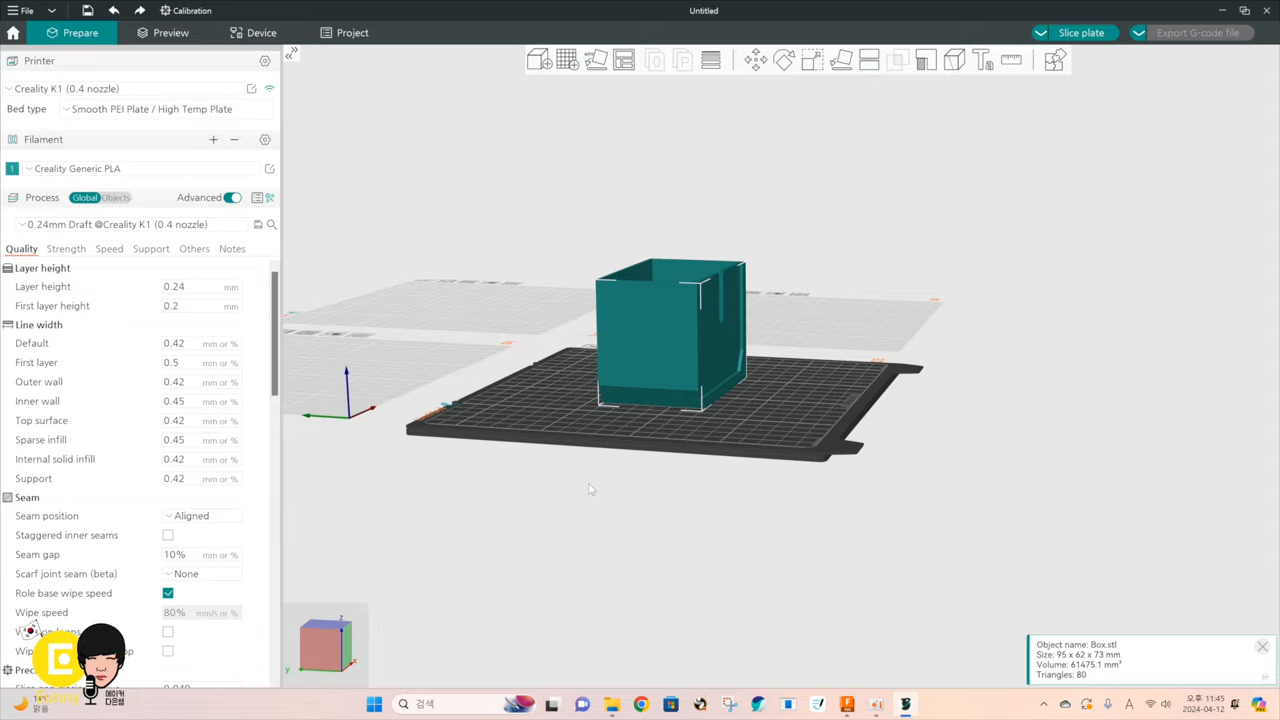 File
Calibration
Untitled
Prepare
Preview
Device
Project
Slice plate
Export G-code file
Printer
Creality K1 (0.4 nozzle)
Bed type
Smooth PEI Plate / High Temp Plate
Filament
1
Creality Generic PLA
Process
Global
Objects
Advanced
0.24mm Draft @Creality K1 (0.4 nozzle)
Quality
Strength
Speed
Support
Others
Notes
Layer height
Layer height 0.24 mm
First layer height 0.2 mm
Line width
Default 0.42 mm or %
First layer 0.5 mm or %
Outer wall 0.42 mm or %
Inner wall 0.45 mm or %
Top surface 0.42 mm or %
Sparse infill 0.45 mm or %
Internal solid infill 0.42 mm or %
Support 0.42 mm or %
Seam
Seam position Aligned
Staggered inner seams
Seam gap 10% mm or %
Scarf joint seam (beta) None
Role base wipe speed
Wipe speed 80% mm/s or %
z
y
x
Object name: Box.stl
Size: 95 x 62 x 73 mm
Volume: 61475.1 mm³
Triangles: 80
메이커
다은쌤
맑음
검색
A
오후 11:45
2024-04-12